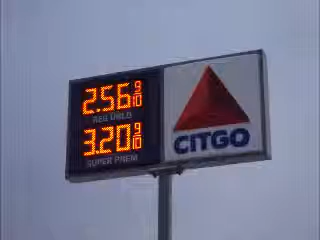 2.56 9/10
REG UNLD
3.20 9/10
SUPER PREM
CITGO